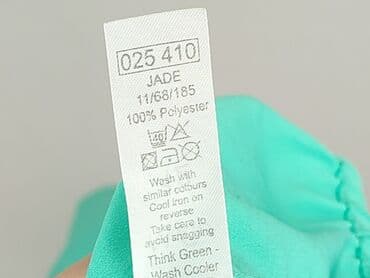 025 410
JADE
11/68/185
100% Polyester
40
Wash with
similar colours
Cool iron on
reverse
Take care to
avoid snagging
Think Green -
Wash Cooler